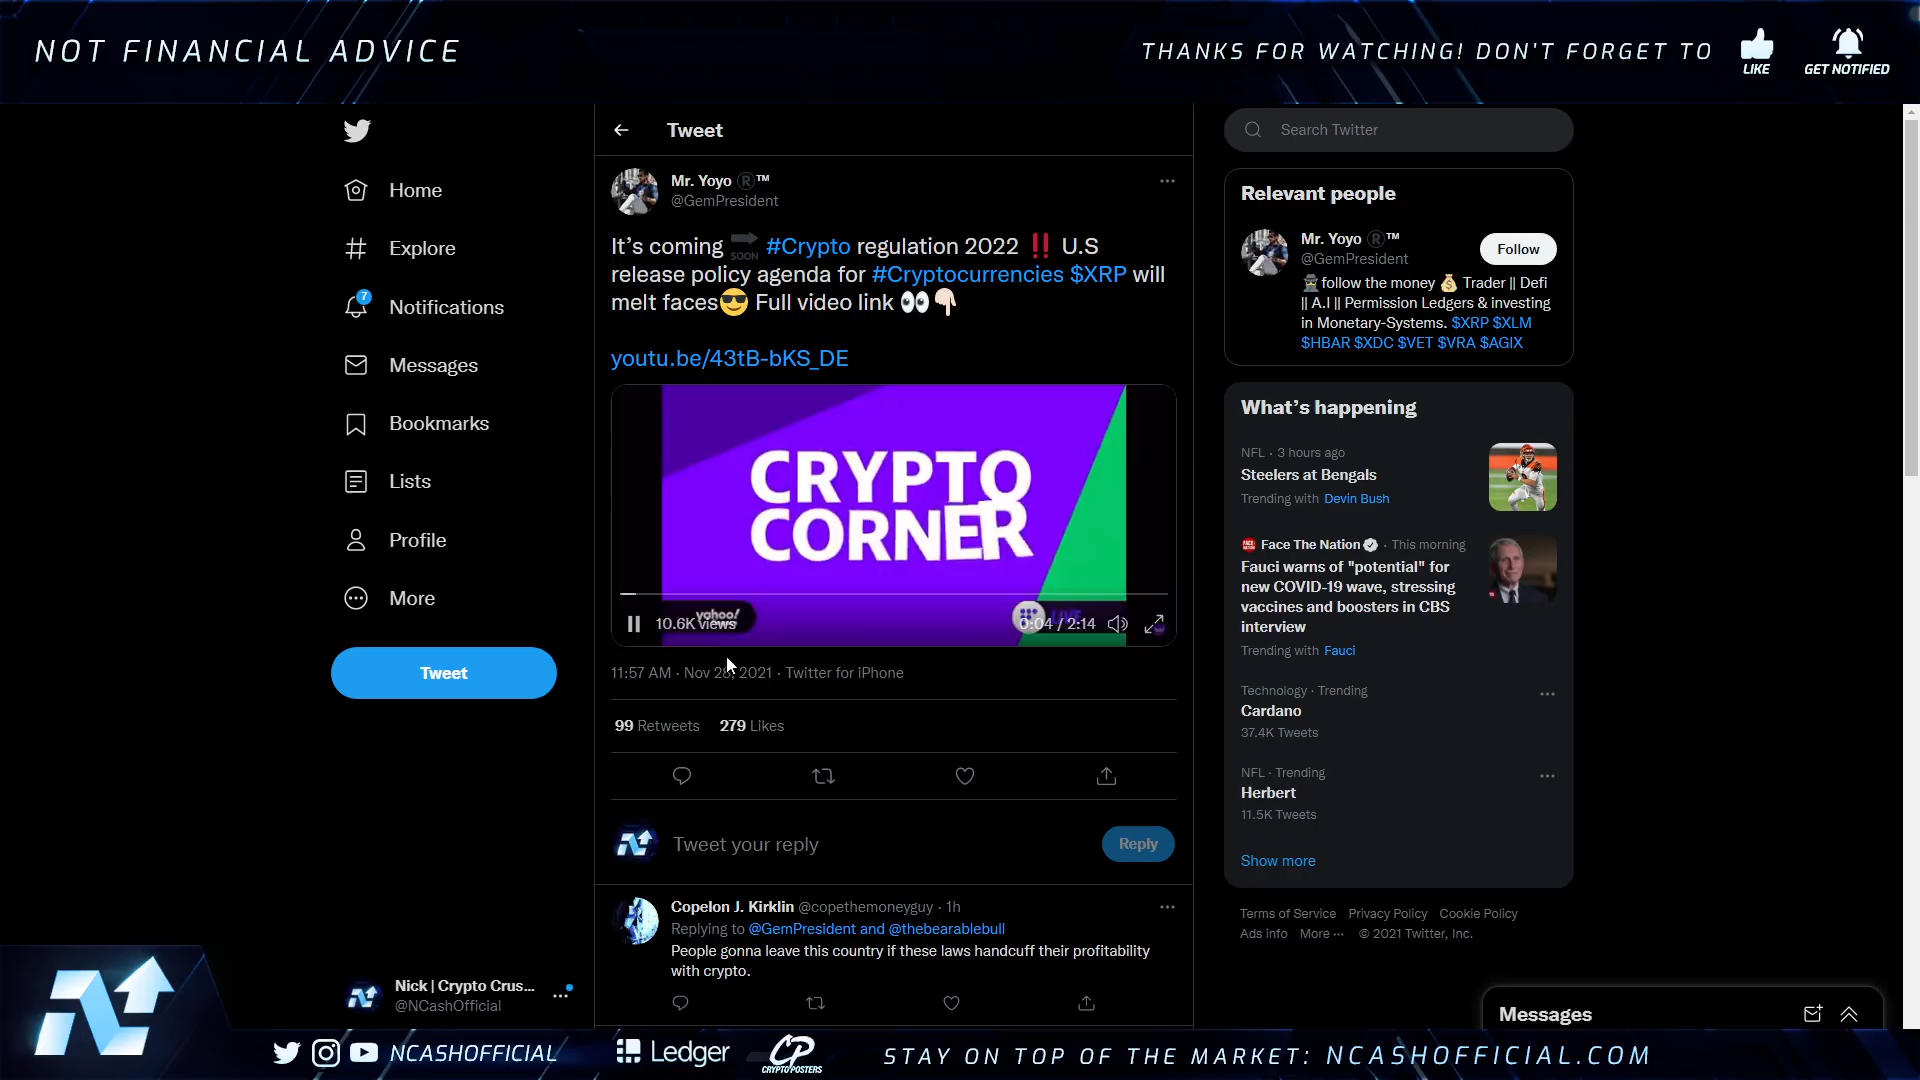 NOT FINANCIAL ADVICE
THANKS FOR WATCHING! DON'T FORGET TO
LIKE
GET NOTIFIED
Home
Explore
7
Notifications
Messages
Bookmarks
Lists
Profile
More
Tweet
Nick | Crypto Crus...
@NCashOfficial
Tweet
Mr. Yoyo ®™
@GemPresident
It's coming SOON #Crypto regulation 2022 ‼ U.S
release policy agenda for #Cryptocurrencies $XRP will
melt faces😎 Full video link 👀👇🏻
youtu.be/43tB-bKS_DE
CRYPTO
CORNER
yahoo!
LIVE
10.6K views
0:04 / 2:14
11:57 AM · Nov 28, 2021 · Twitter for iPhone
99 Retweets 279 Likes
Tweet your reply
Reply
Copelon J. Kirklin @copethemoneyguy · 1h
Replying to @GemPresident and @thebearablebull
People gonna leave this country if these laws handcuff their profitability
with crypto.
Search Twitter
Relevant people
Mr. Yoyo ®™
@GemPresident
Follow
follow the money 💰 Trader || Defi
|| A.I || Permission Ledgers & investing
in Monetary-Systems. $XRP $XLM
$HBAR $XDC $VET $VRA $AGIX
What's happening
NFL · 3 hours ago
Steelers at Bengals
Trending with Devin Bush
Face The Nation · This morning
Fauci warns of "potential" for
new COVID-19 wave, stressing
vaccines and boosters in CBS
interview
Trending with Fauci
Technology · Trending
Cardano
37.4K Tweets
NFL · Trending
Herbert
11.5K Tweets
Show more
Terms of Service Privacy Policy Cookie Policy
Ads info More ··· © 2021 Twitter, Inc.
Messages
NCASHOFFICIAL
Ledger
CP
CRYPTOPOSTERS
STAY ON TOP OF THE MARKET: NCASHOFFICIAL.COM